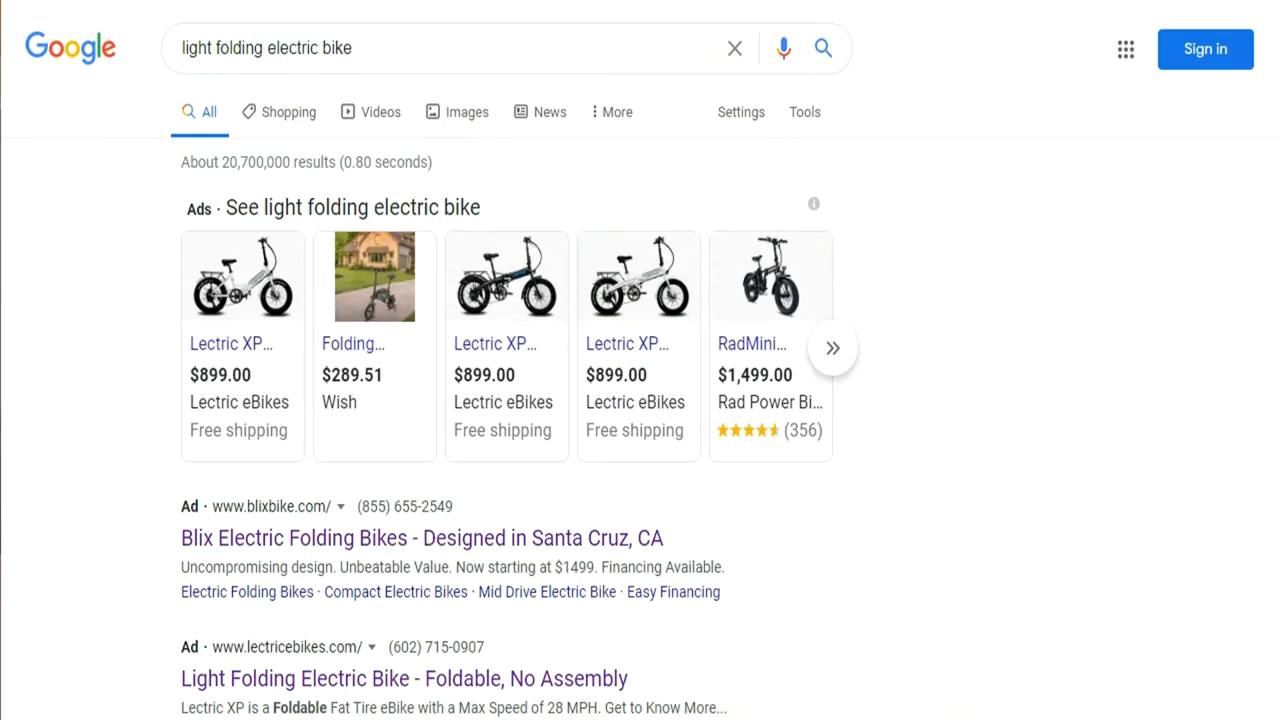 Google
light folding electric bike
Sign in
All Shopping Videos Images News More Settings Tools
About 20,700,000 results (0.80 seconds)
Ads · See light folding electric bike
Lectric XP... Folding... Lectric XP... Lectric XP... RadMini...
$899.00 $289.51 $899.00 $899.00 $1,499.00
Lectric eBikes Wish Lectric eBikes Lectric eBikes Rad Power Bi...
Free shipping Free shipping Free shipping (356)
Ad · www.blixbike.com/ (855) 655-2549
Blix Electric Folding Bikes - Designed in Santa Cruz, CA
Uncompromising design. Unbeatable Value. Now starting at $1499. Financing Available.
Electric Folding Bikes · Compact Electric Bikes · Mid Drive Electric Bike · Easy Financing
Ad · www.lectricebikes.com/ (602) 715-0907
Light Folding Electric Bike - Foldable, No Assembly
Lectric XP is a Foldable Fat Tire eBike with a Max Speed of 28 MPH. Get to Know More...